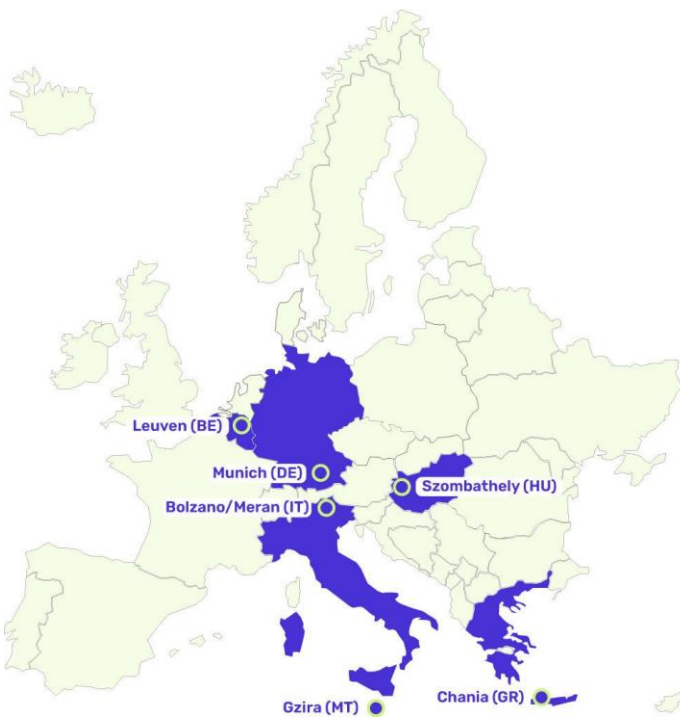 Leuven (BE)
Munich (DE)
Szombathely (HU)
Bolzano/Meran (IT)
Chania (GR)
Gzira (MT)